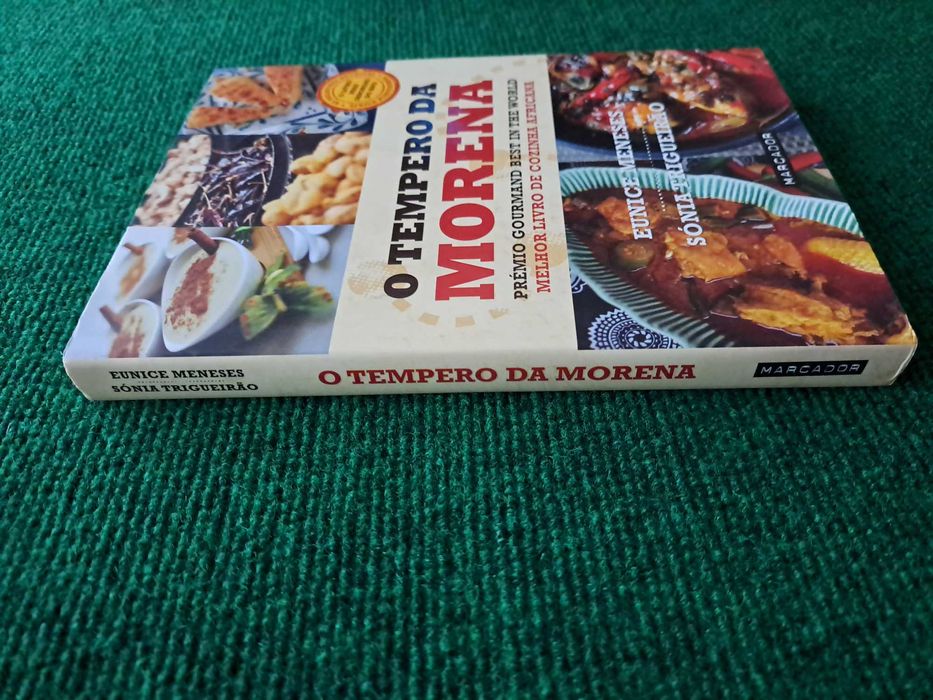 O TEMPERO DA
MORENA
PRÉMIO GOURMAND BEST IN THE WORLD
MELHOR LIVRO DE COZINHA AFRICANA
EUNICE MENESES
SÓNIA TRIGUEIRÃO
MARCADOR
EUNICE MENESES
SÓNIA TRIGUEIRÃO
O TEMPERO DA MORENA
MARCADOR